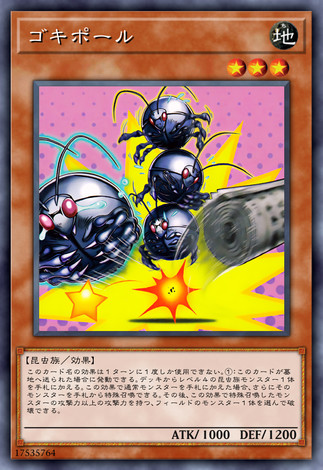 ゴキポール
地
【昆虫族／効果】
このカード名の効果は１ターンに１度しか使用できない。①：このカードが墓
地へ送られた場合に発動できる。デッキからレベル４の昆虫族モンスター１体
を手札に加える。この効果で通常モンスターを手札に加えた場合、さらにその
モンスターを手札から特殊召喚できる。その後、この効果で特殊召喚したモン
スターの攻撃力以上の攻撃力を持つ、フィールドのモンスター１体を選んで破
壊できる。
ATK/1000 DEF/1200
17535764